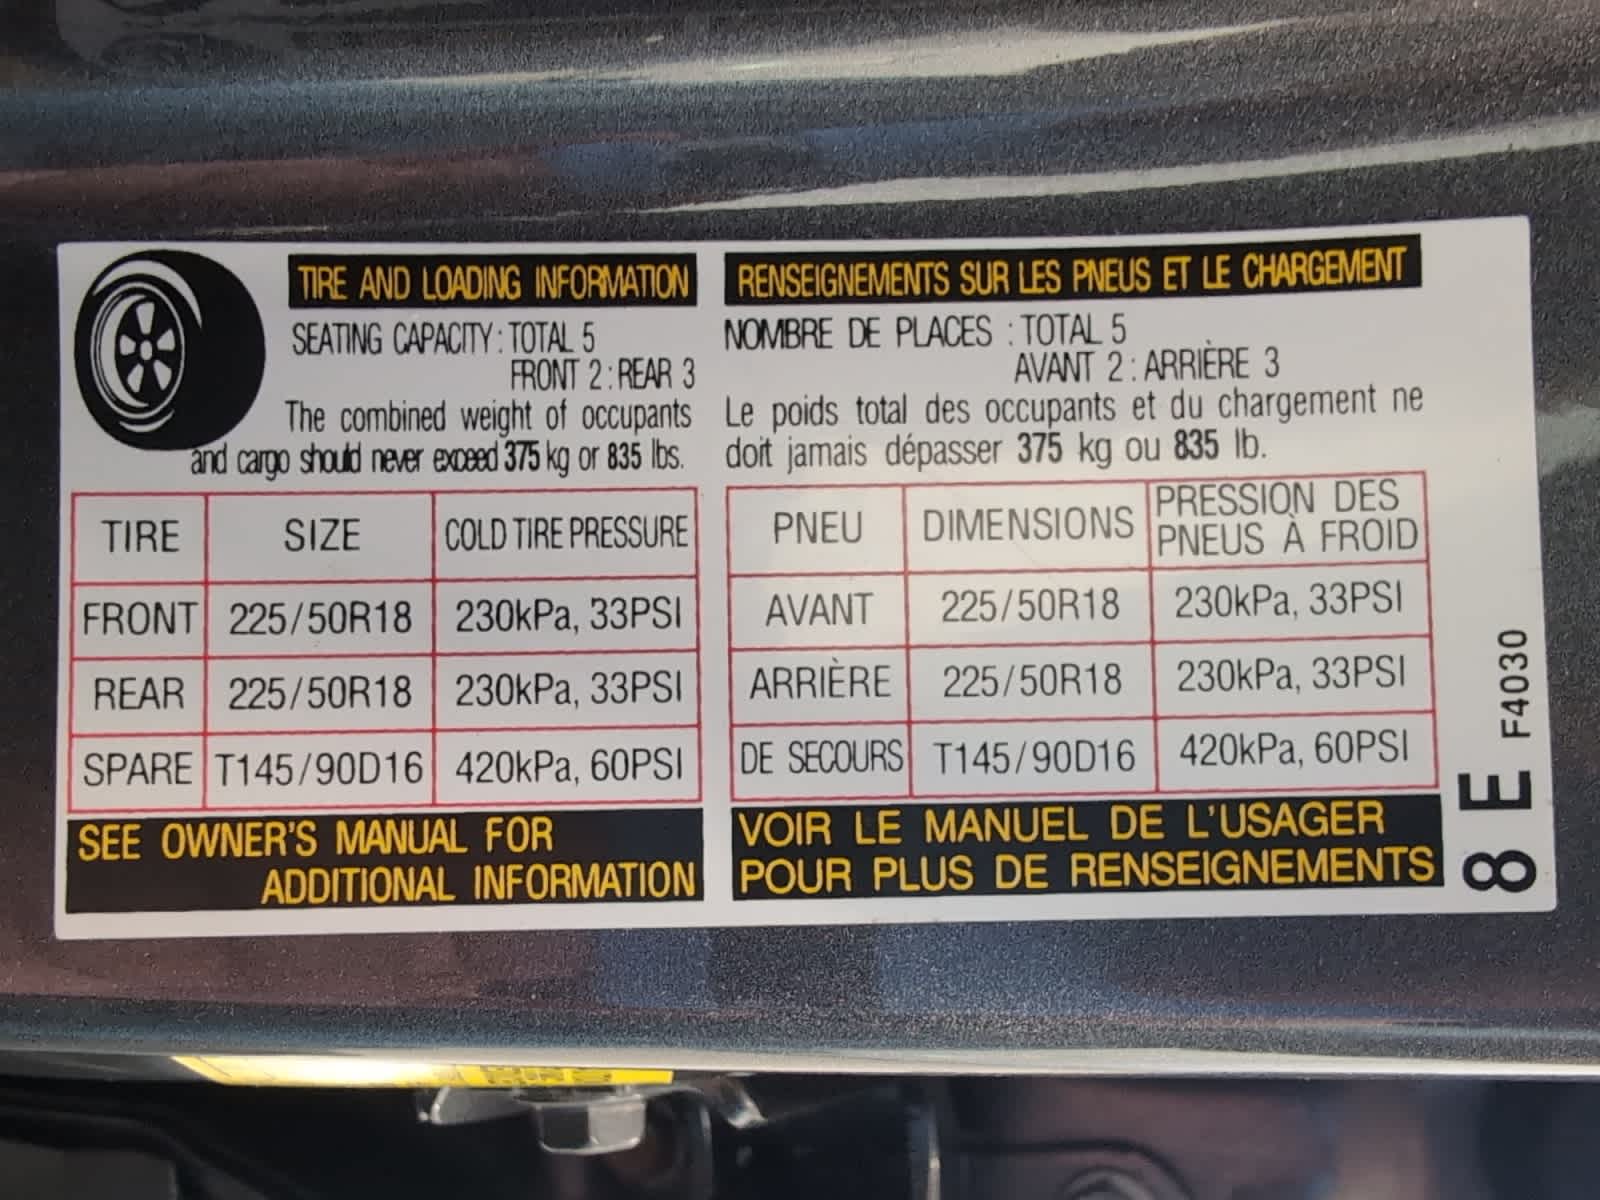 TIRE AND LOADING INFORMATION
SEATING CAPACITY : TOTAL 5
FRONT 2 : REAR 3
The combined weight of occupants
and cargo should never exceed 375 kg or 835 lbs.
TIRE SIZE COLD TIRE PRESSURE
FRONT 225/50R18 230kPa, 33PSI
REAR 225/50R18 230kPa, 33PSI
SPARE T145/90D16 420kPa, 60PSI
SEE OWNER'S MANUAL FOR
ADDITIONAL INFORMATION
RENSEIGNEMENTS SUR LES PNEUS ET LE CHARGEMENT
NOMBRE DE PLACES : TOTAL 5
AVANT 2 : ARRIÈRE 3
Le poids total des occupants et du chargement ne
doit jamais dépasser 375 kg ou 835 lb.
PNEU DIMENSIONS PRESSION DES
PNEUS À FROID
AVANT 225/50R18 230kPa, 33PSI
ARRIÈRE 225/50R18 230kPa, 33PSI
DE SECOURS T145/90D16 420kPa, 60PSI
VOIR LE MANUEL DE L'USAGER
POUR PLUS DE RENSEIGNEMENTS
8 E F4030